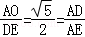 AO/DE = √5/2 = AD/AE